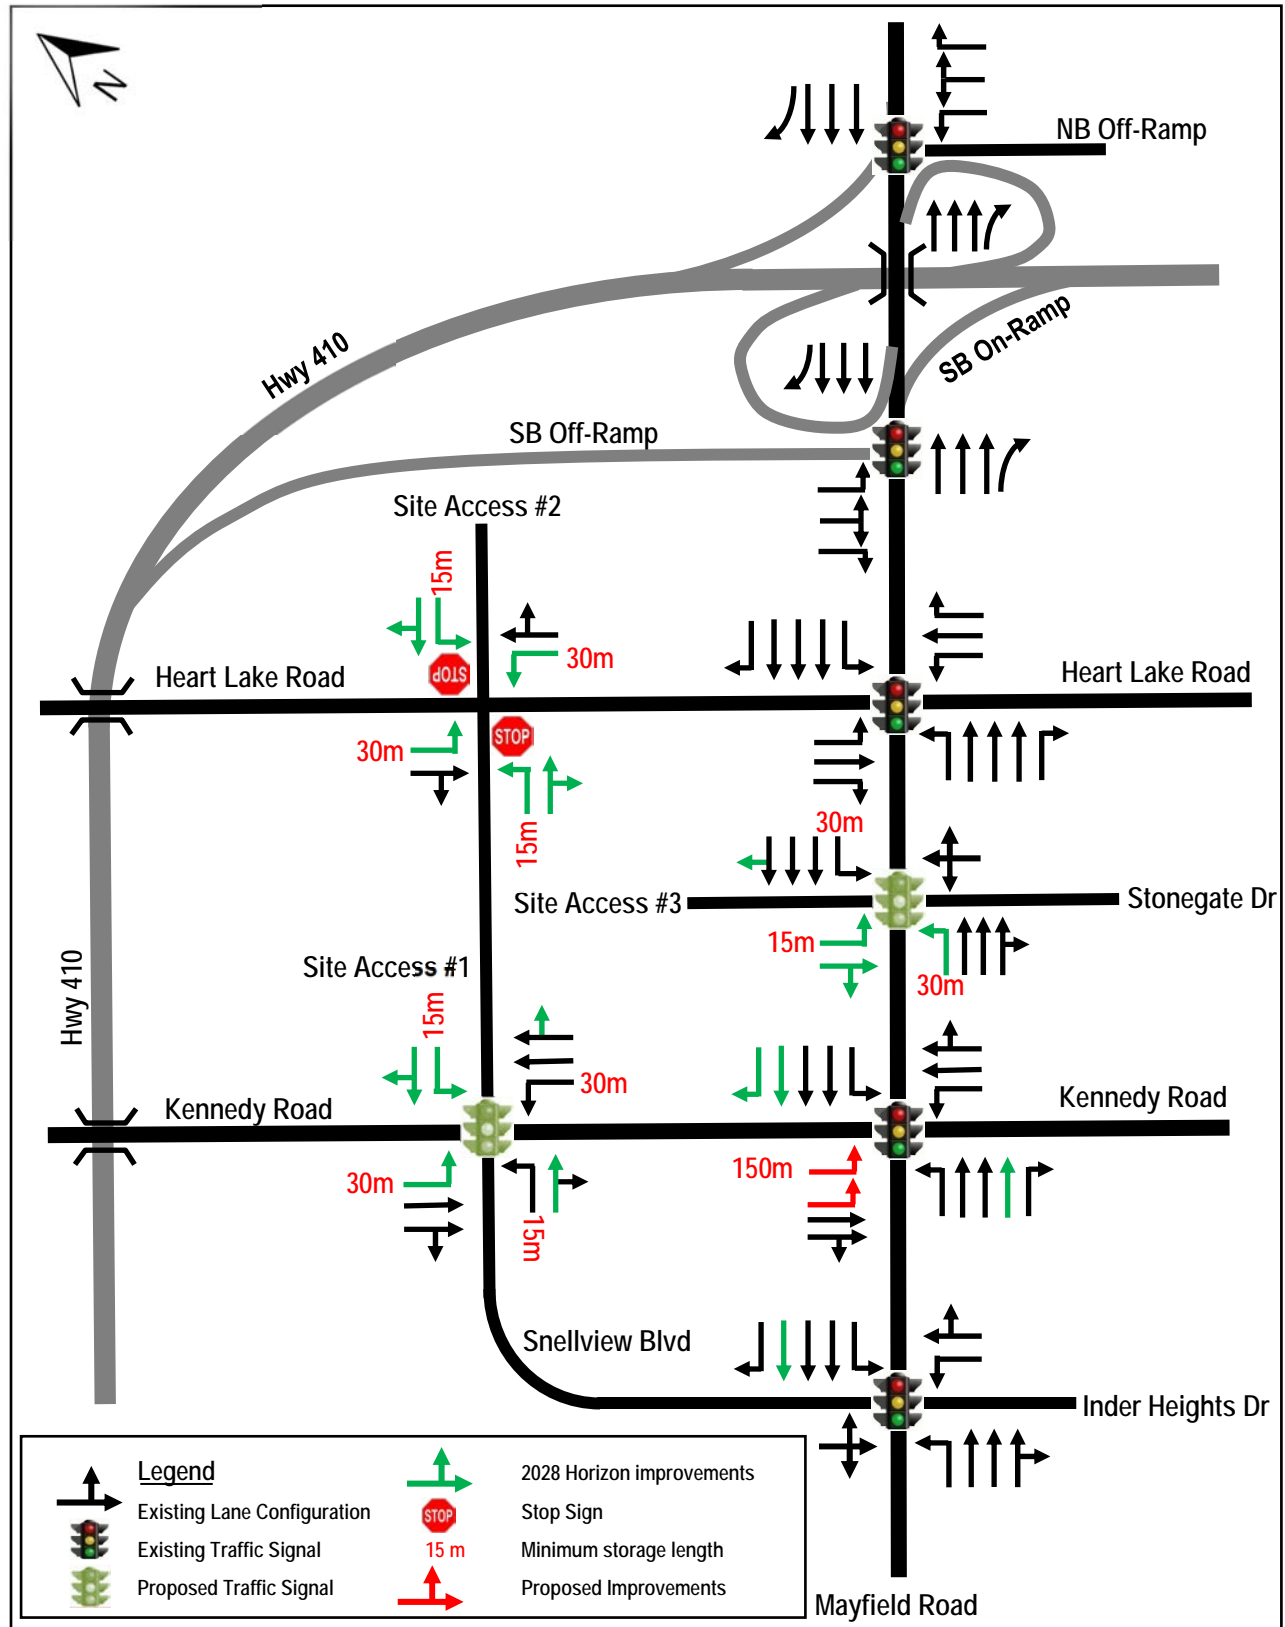 N
NB Off-Ramp
Hwy 410
SB On-Ramp
SB Off-Ramp
Site Access #2
15m
30m
STOP
Heart Lake Road
Heart Lake Road
30m
STOP
15m
30m
Site Access #3
Stonegate Dr
15m
30m
Site Access #1
Hwy 410
15m
30m
Kennedy Road
Kennedy Road
30m
150m
15m
Snellview Blvd
Inder Heights Dr
Legend
Existing Lane Configuration
Existing Traffic Signal
Proposed Traffic Signal
2028 Horizon improvements
STOP
Stop Sign
15 m
Minimum storage length
Proposed Improvements
Mayfield Road